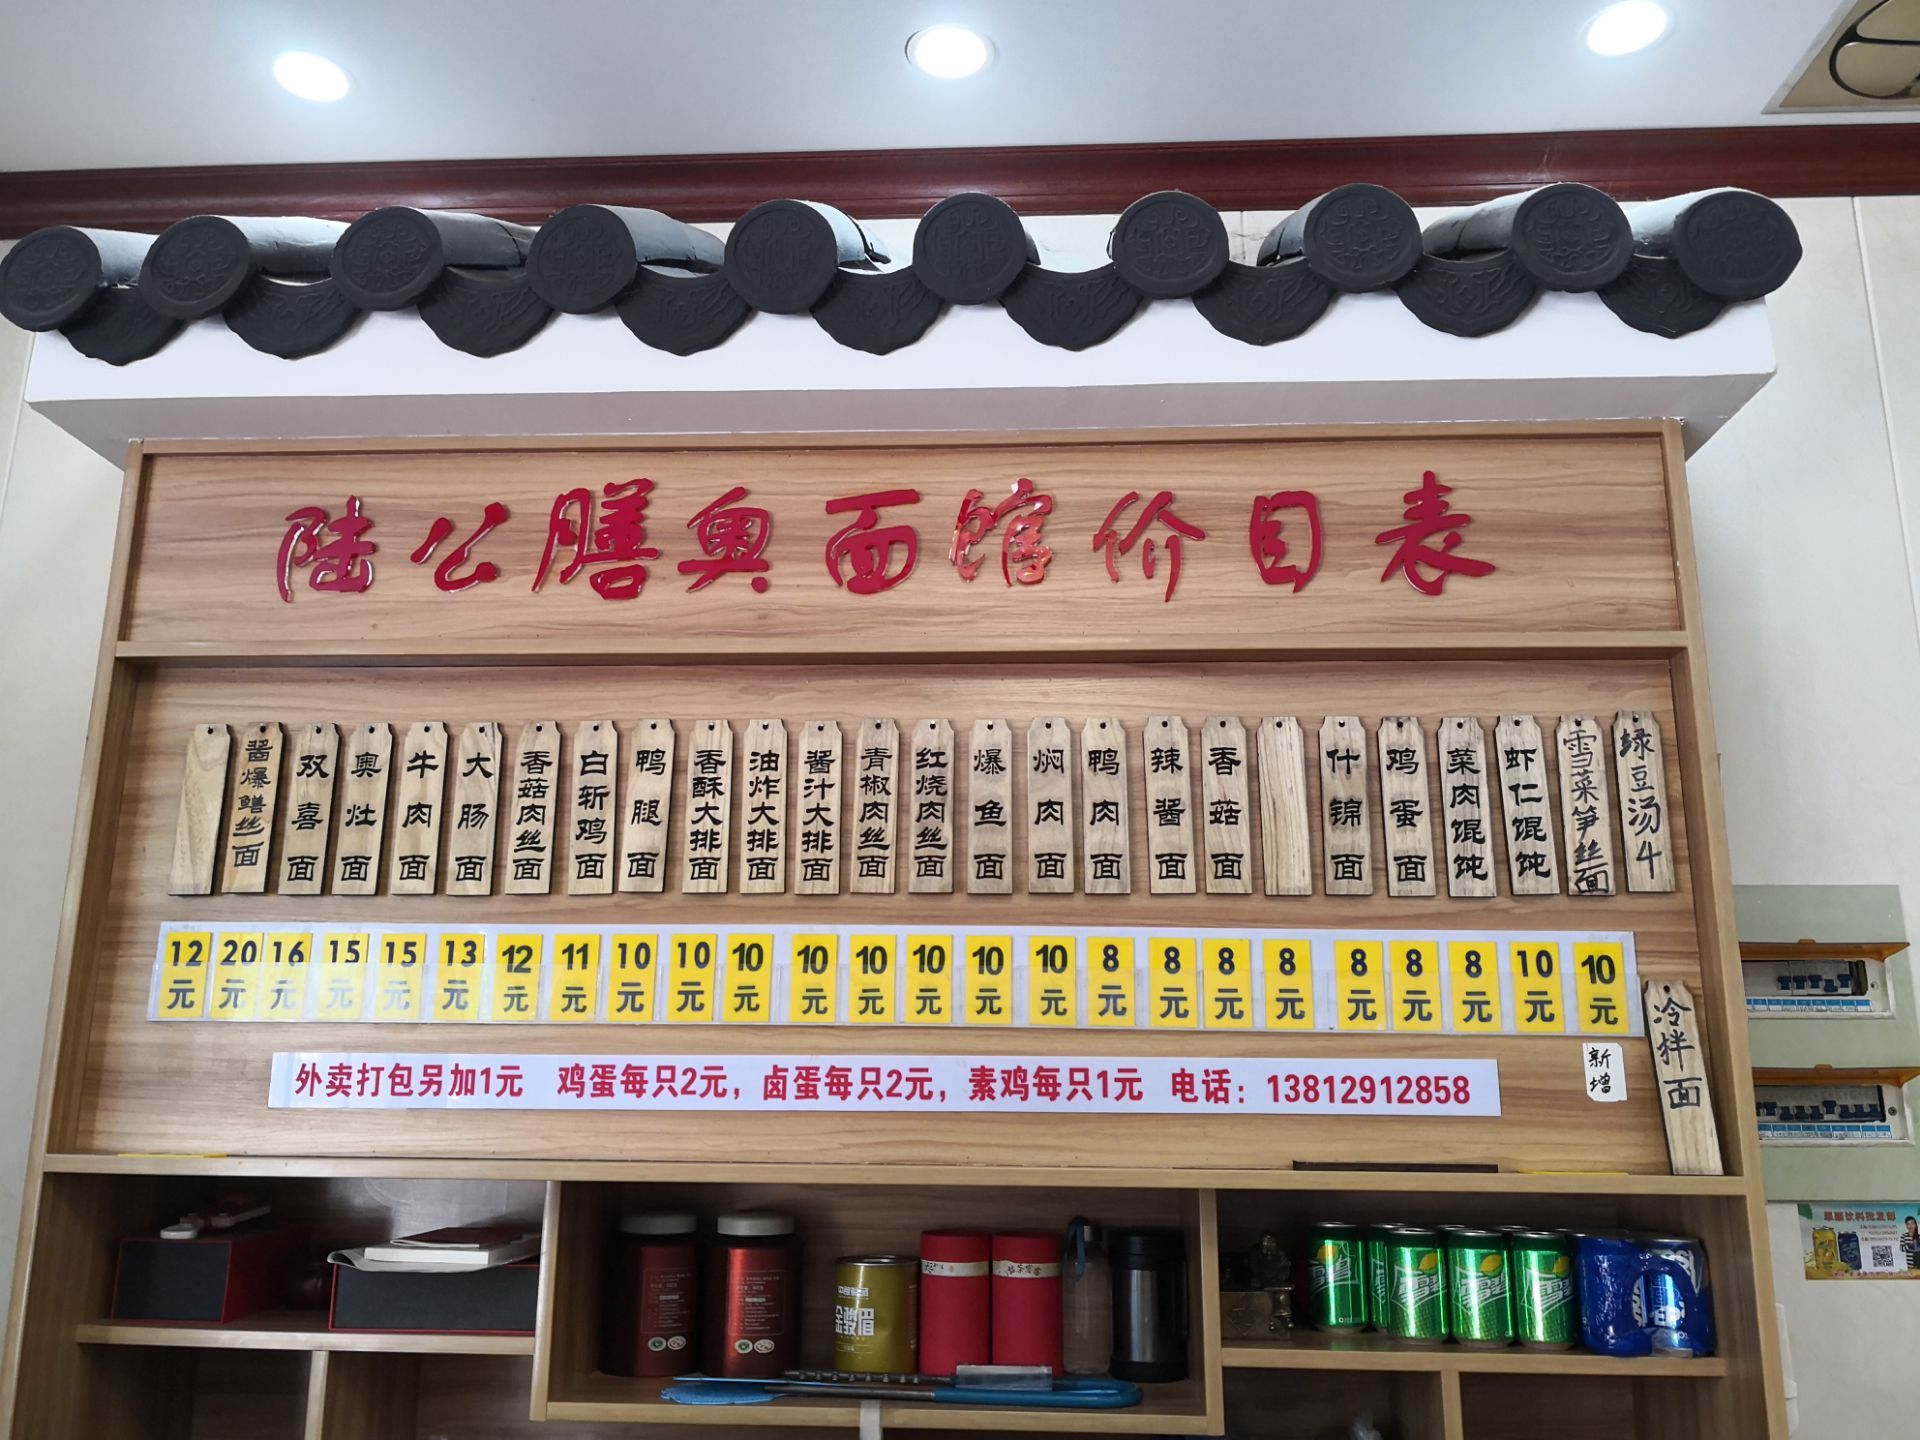 陆公膳奥面馆价目表
酱爆鳝丝面
双喜面
奥灶面
牛肉面
大肠面
香菇肉丝面
白斩鸡面
鸭腿面
香酥大排面
油炸大排面
酱汁大排面
青椒肉丝面
红烧肉丝面
爆鱼面
焖肉面
鸭肉面
辣酱面
香菇面
什锦面
鸡蛋面
菜肉馄饨
虾仁馄饨
雪菜笋丝面
绿豆汤4
12元
20元
16元
15元
15元
13元
12元
11元
10元
10元
10元
10元
10元
10元
10元
10元
8元
8元
8元
8元
8元
8元
8元
10元
10元
冷拌面
新增
外卖打包另加1元 鸡蛋每只2元，卤蛋每只2元，素鸡每只1元 电话：13812912858
金骏眉
雪碧
雪碧
雪碧